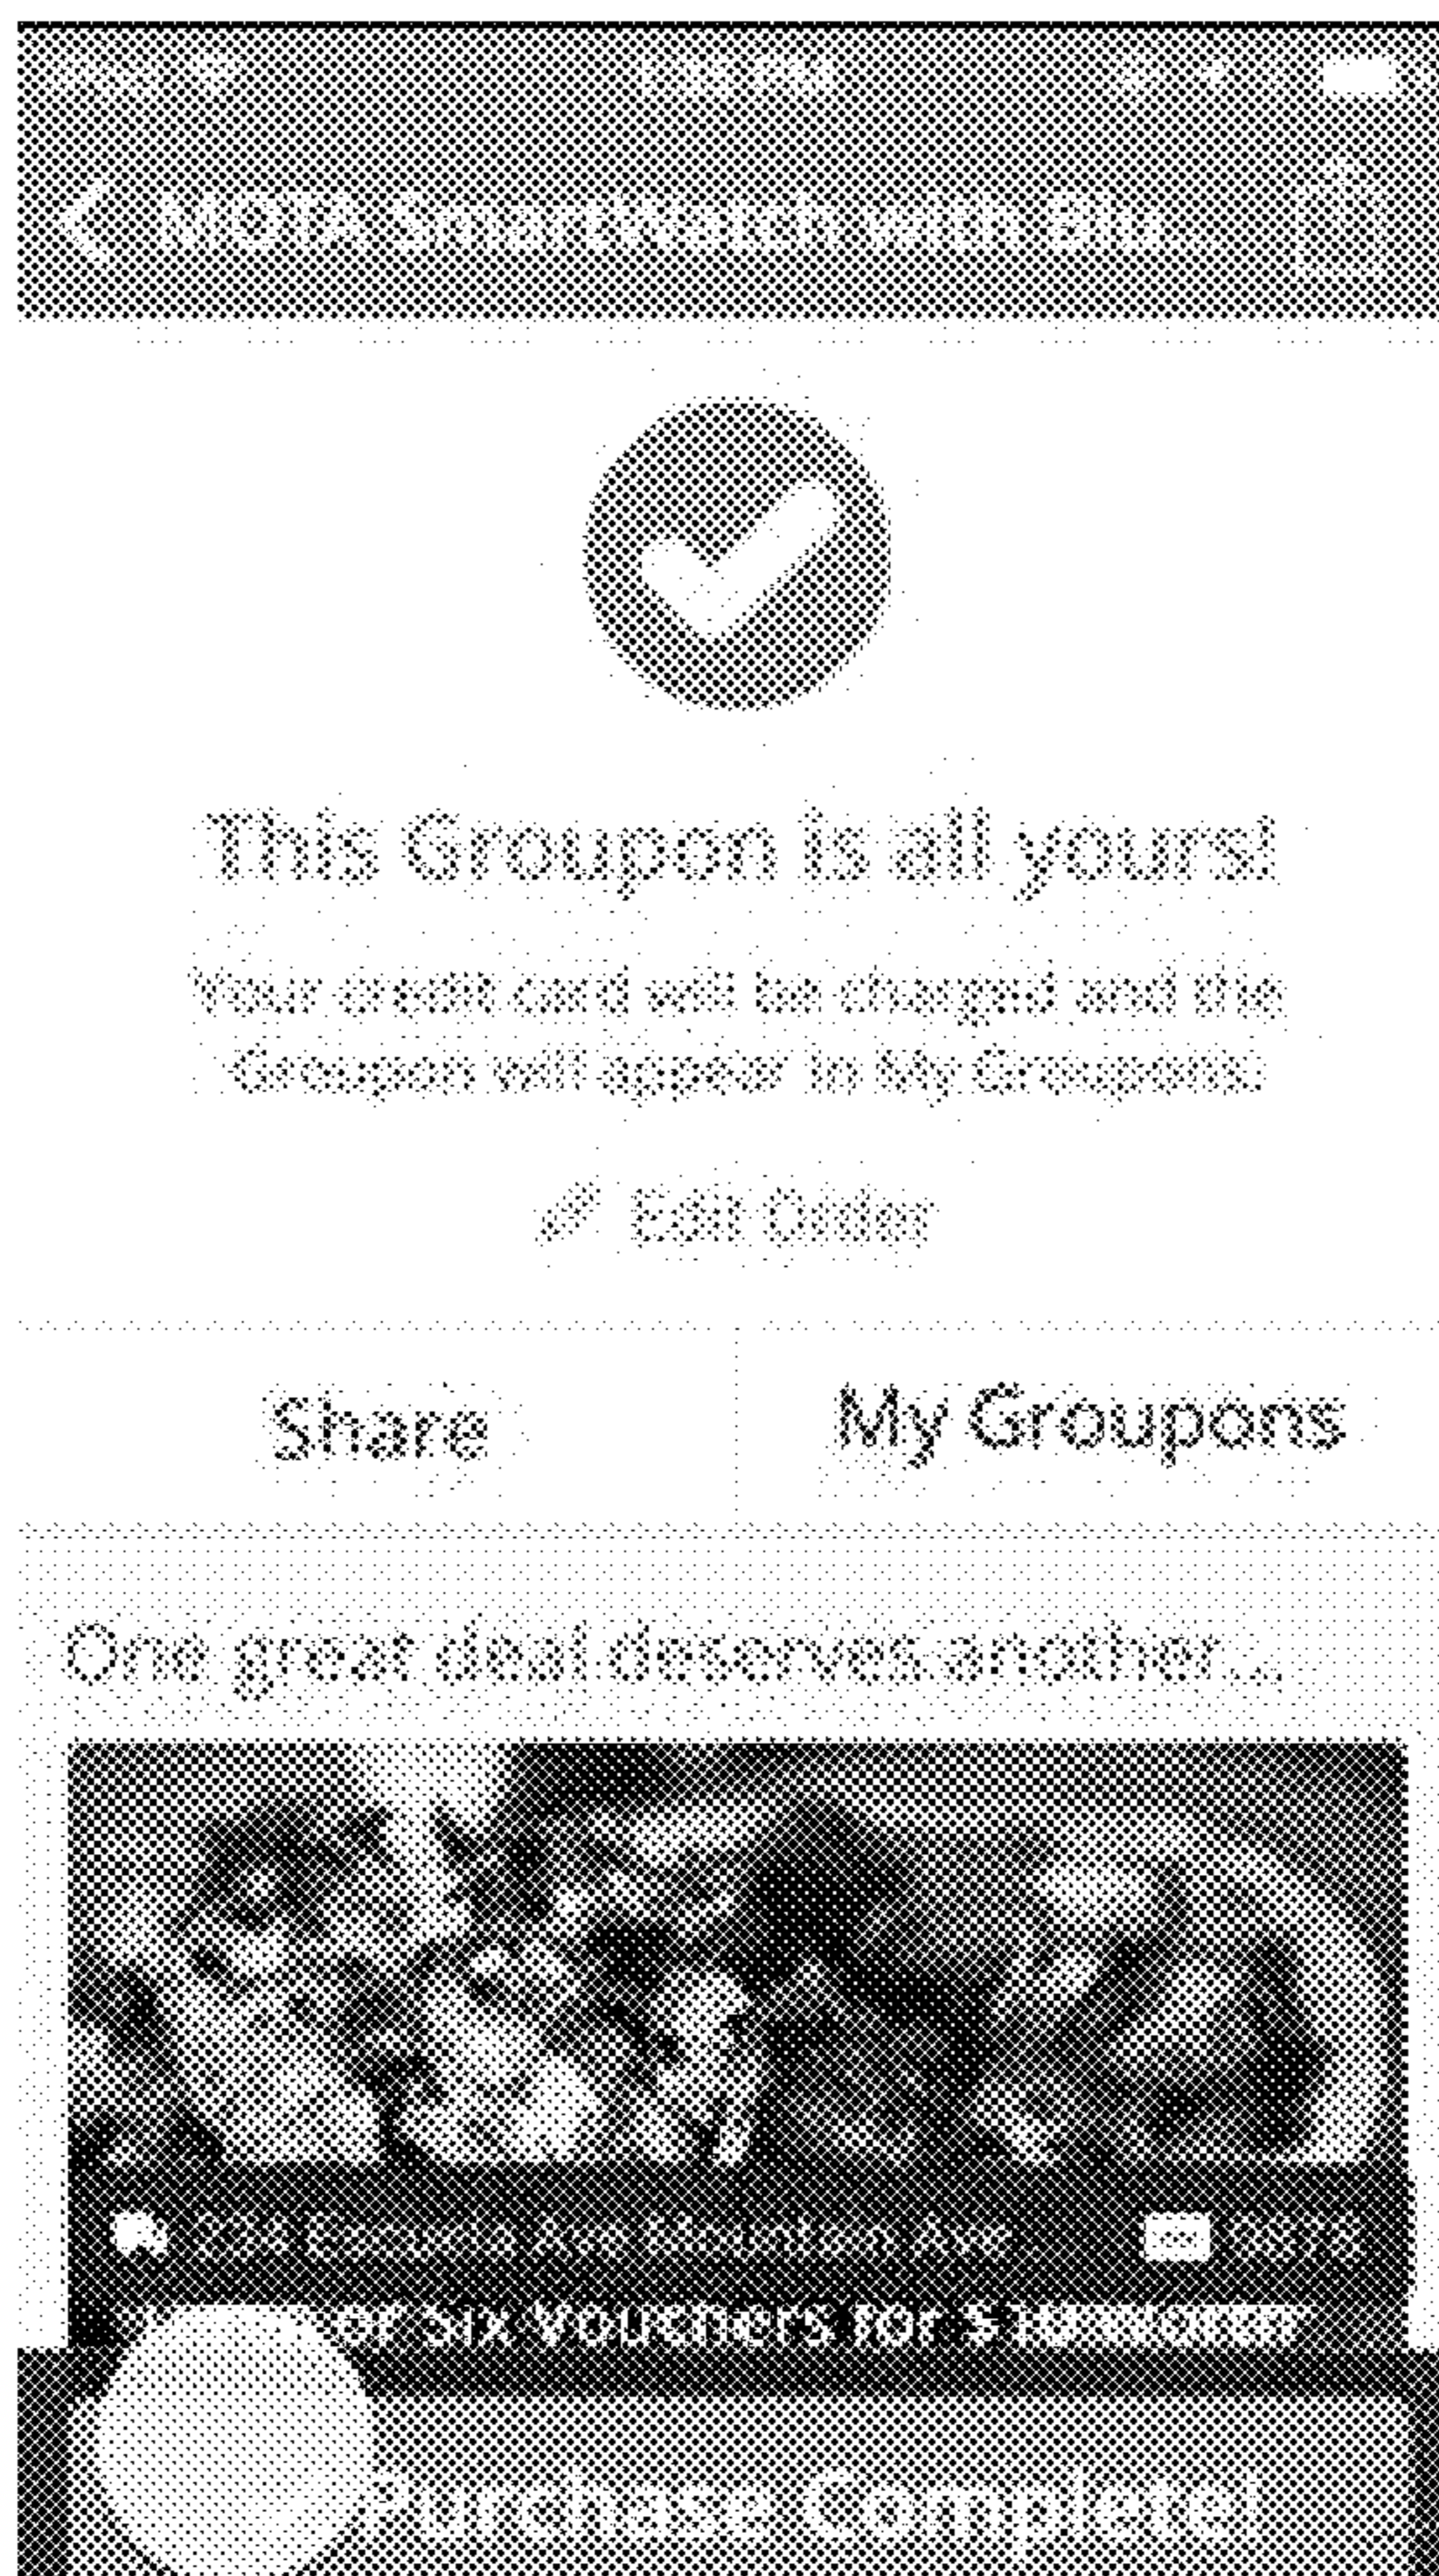 PM
MOTA SmartWatch with Blu...
This Groupon is all yours!
Your credit card will be charged and the
Groupon will appear in My Groupons.
Edit Order
Share
My Groupons
One great deal deserves another...
or Six Vouchers for
Purchase Complete!